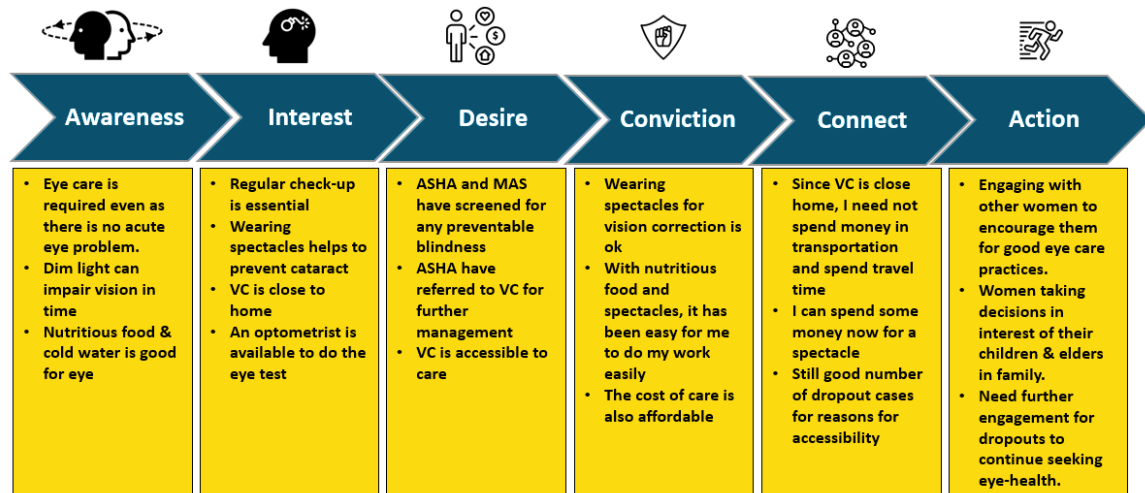 Awareness
Interest
Desire
Conviction
Connect
Action
$
• Eye care is
required even as
there is no acute
eye problem.
• Dim light can
impair vision in
time
• Nutritious food &
cold water is good
for eye
• Regular check-up
is essential
• Wearing
spectacles helps to
prevent cataract
• VC is close to
home
• An optometrist is
available to do the
eye test
• ASHA and MAS
have screened for
any preventable
blindness
• ASHA have
referred to VC for
further
management
• VC is accessible to
care
• Wearing
spectacles for
vision correction is
ok
• With nutritious
food and
spectacles, it has
been easy for me
to do my work
easily
• The cost of care is
also affordable
• Since VC is close
home, I need not
spend money in
transportation
and spend travel
time
• I can spend some
money now for a
spectacle
• Still good number
of dropout cases
for reasons for
accessibility
• Engaging with
other women to
encourage them
for good eye care
practices.
• Women taking
decisions in
interest of their
children & elders
in family.
• Need further
engagement for
dropouts to
continue seeking
eye-health.